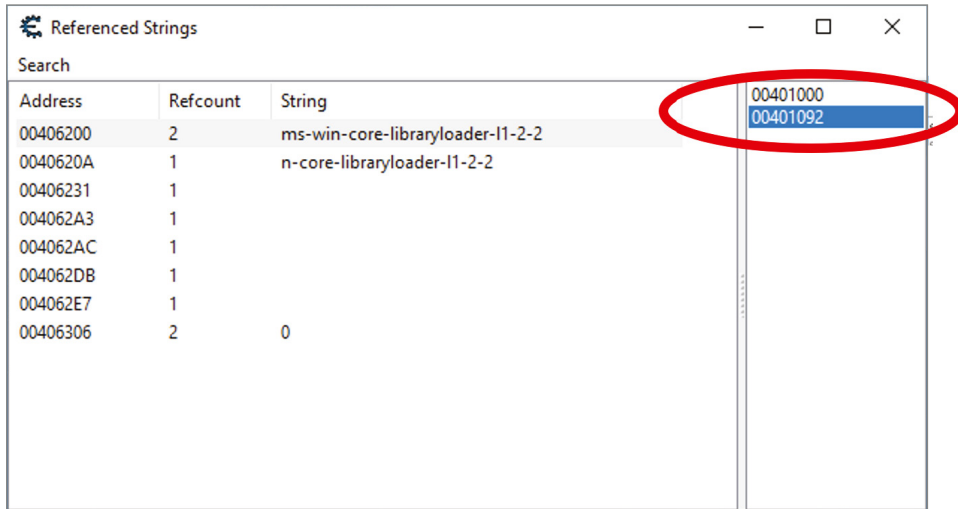 Referenced Strings
Search
Address Refcount String
00406200 2 ms-win-core-libraryloader-l1-2-2
0040620A 1 n-core-libraryloader-l1-2-2
00406231 1
004062A3 1
004062AC 1
004062DB 1
004062E7 1
00406306 2 0
00401000
00401092